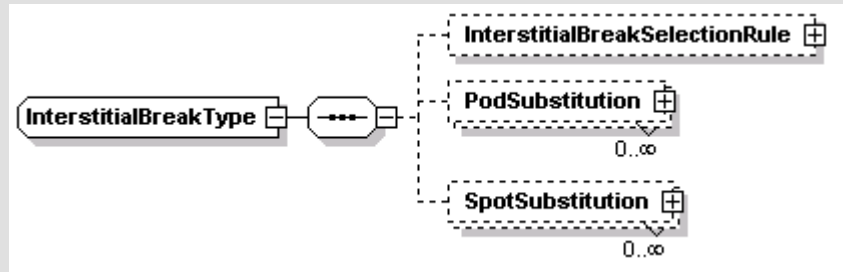 InterstitialBreakSelectionRule
InterstitialBreakType
PodSubstitution
0..∞
SpotSubstitution
0..∞